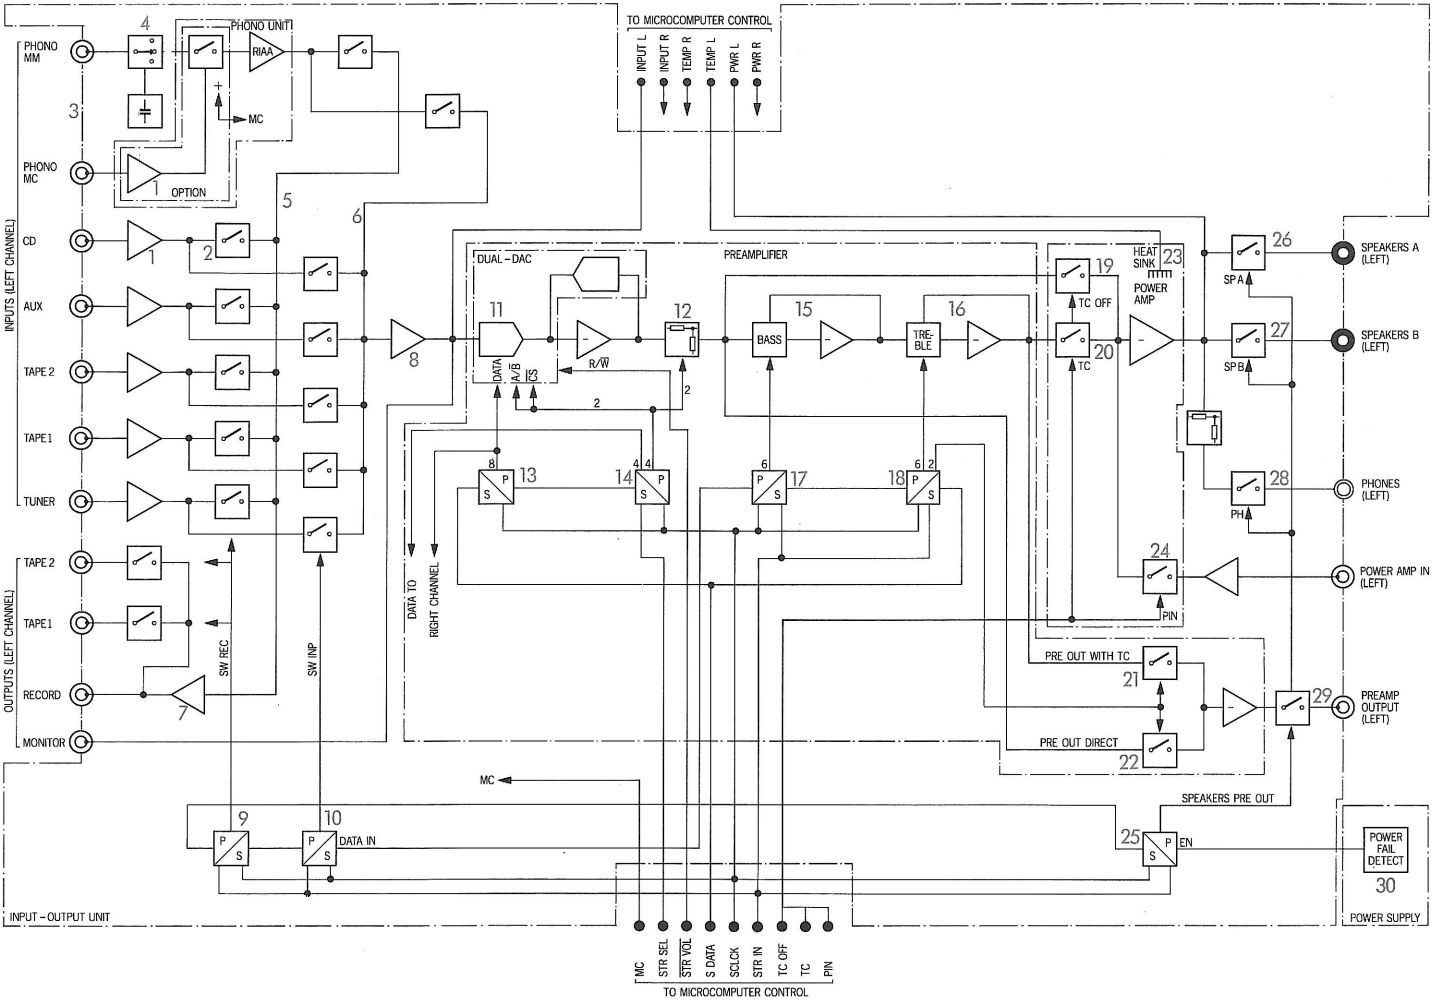 TO MICROCOMPUTER CONTROL
INPUT L
INPUT R
TEMP R
TEMP L
PWR L
PWR R
PHONO
MM
4
PHONO UNIT
RIAA
3
+
MC
PHONO
MC
1
OPTION
5
6
INPUTS (LEFT CHANNEL)
CD
1
2
AUX
TAPE 2
TAPE 1
TUNER
8
DUAL-DAC
PREAMPLIFIER
11
DATA
A/B
CS
R/W
2
2
12
BASS
15
TRE-
BLE
16
19
TC OFF
20
TC
HEAT
SINK
23
POWER
AMP
26
SP A
SPEAKERS A
(LEFT)
27
SP B
SPEAKERS B
(LEFT)
28
PH
PHONES
(LEFT)
24
PIN
POWER AMP IN
(LEFT)
8
P
S
13
4 4
14
P
S
6
P
S
17
6 2
18
P
S
DATA TO
RIGHT CHANNEL
OUTPUTS (LEFT CHANNEL)
TAPE 2
TAPE 1
RECORD
7
MONITOR
SW REC
SW INP
PRE OUT WITH TC
21
PRE OUT DIRECT
22
29
PREAMP
OUTPUT
(LEFT)
MC
SPEAKERS PRE OUT
9
P
S
10
P
S
DATA IN
25
P
S
EN
POWER
FAIL
DETECT
30
POWER SUPPLY
INPUT-OUTPUT UNIT
MC
STR SEL
STR VOL
S DATA
SCLCK
STR IN
TC OFF
TC
PIN
TO MICROCOMPUTER CONTROL